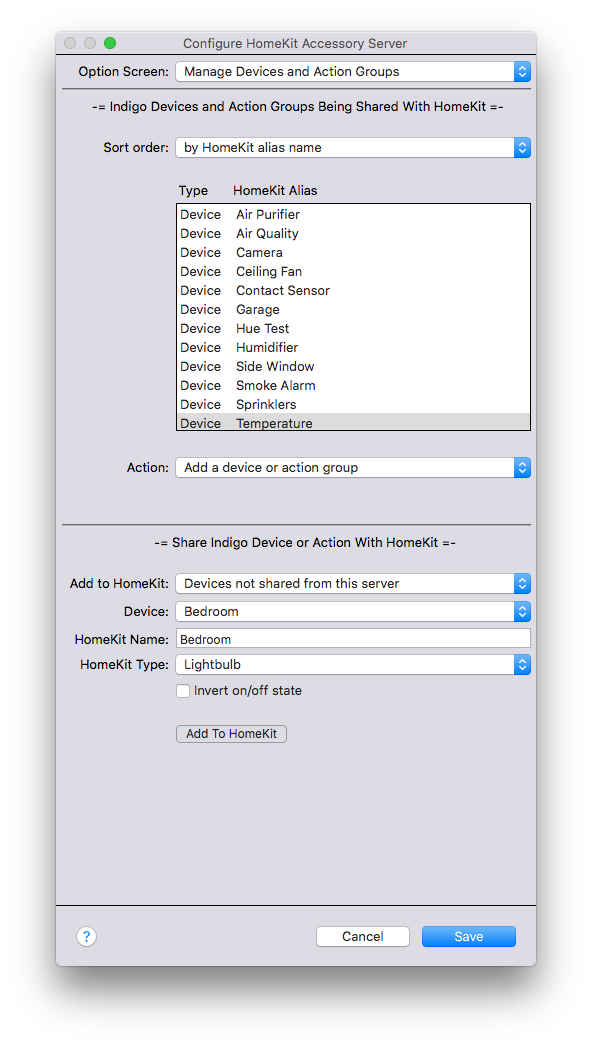 Configure HomeKit Accessory Server
Option Screen: Manage Devices and Action Groups
-= Indigo Devices and Action Groups Being Shared With HomeKit =-
Sort order: by HomeKit alias name
Type HomeKit Alias
Device Air Purifier
Device Air Quality
Device Camera
Device Ceiling Fan
Device Contact Sensor
Device Garage
Device Hue Test
Device Humidifier
Device Side Window
Device Smoke Alarm
Device Sprinklers
Device Temperature
Action: Add a device or action group
-= Share Indigo Device or Action With HomeKit =-
Add to HomeKit: Devices not shared from this server
Device: Bedroom
HomeKit Name: Bedroom
HomeKit Type: Lightbulb
Invert on/off state
Add To HomeKit
? Cancel Save